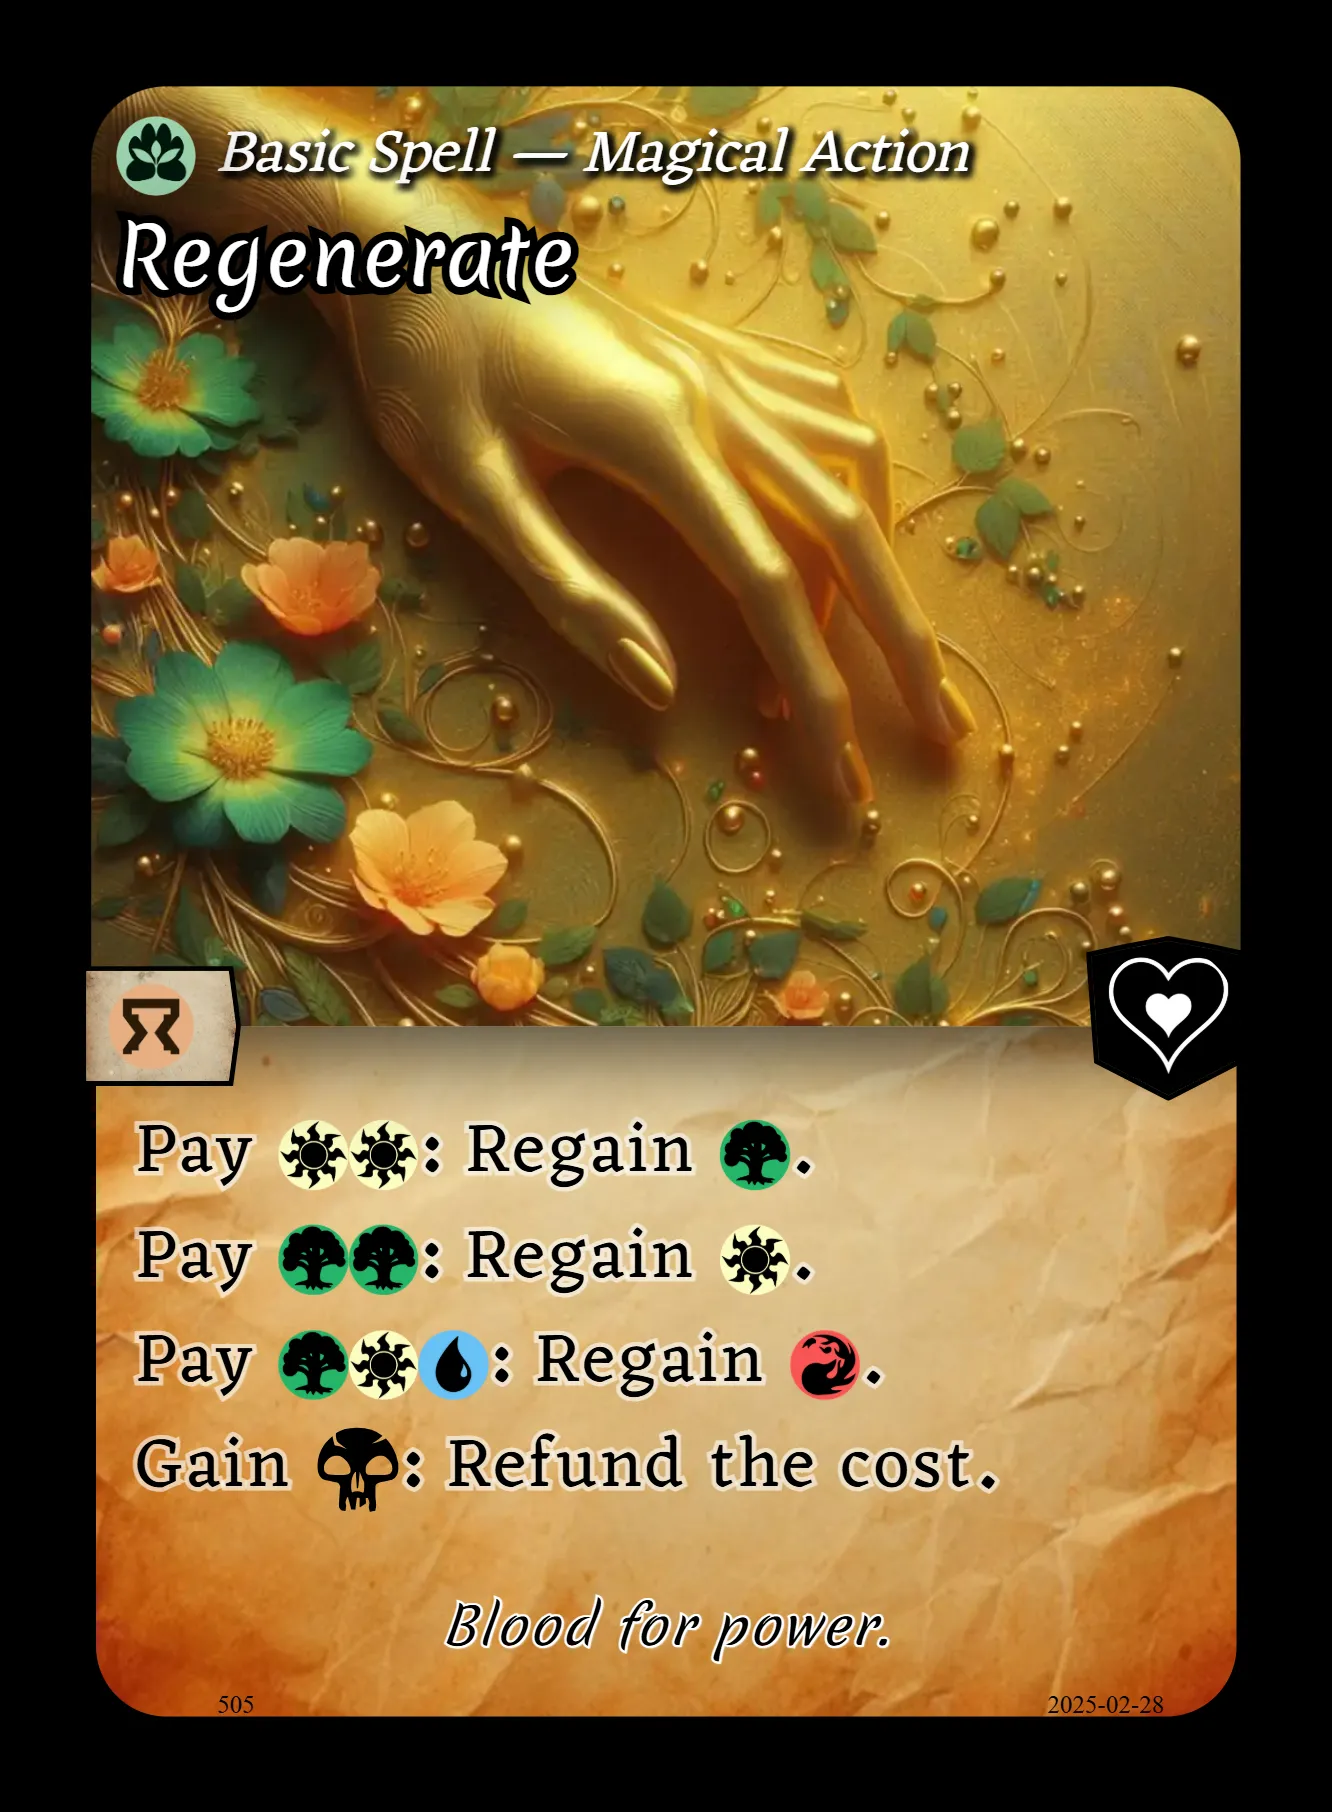 Basic Spell — Magical Action
Regenerate
Pay : Regain .
Pay : Regain .
Pay : Regain .
Gain : Refund the cost.
Blood for power.
505
2025-02-28